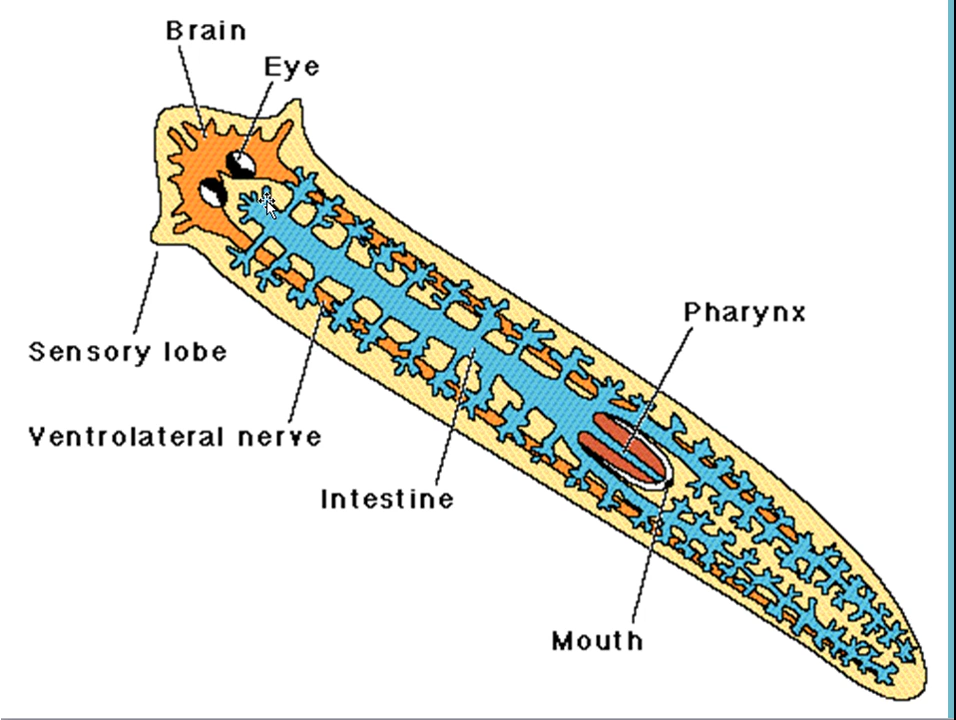 Brain
Eye
Pharynx
Sensory lobe
Ventrolateral nerve
Intestine
Mouth